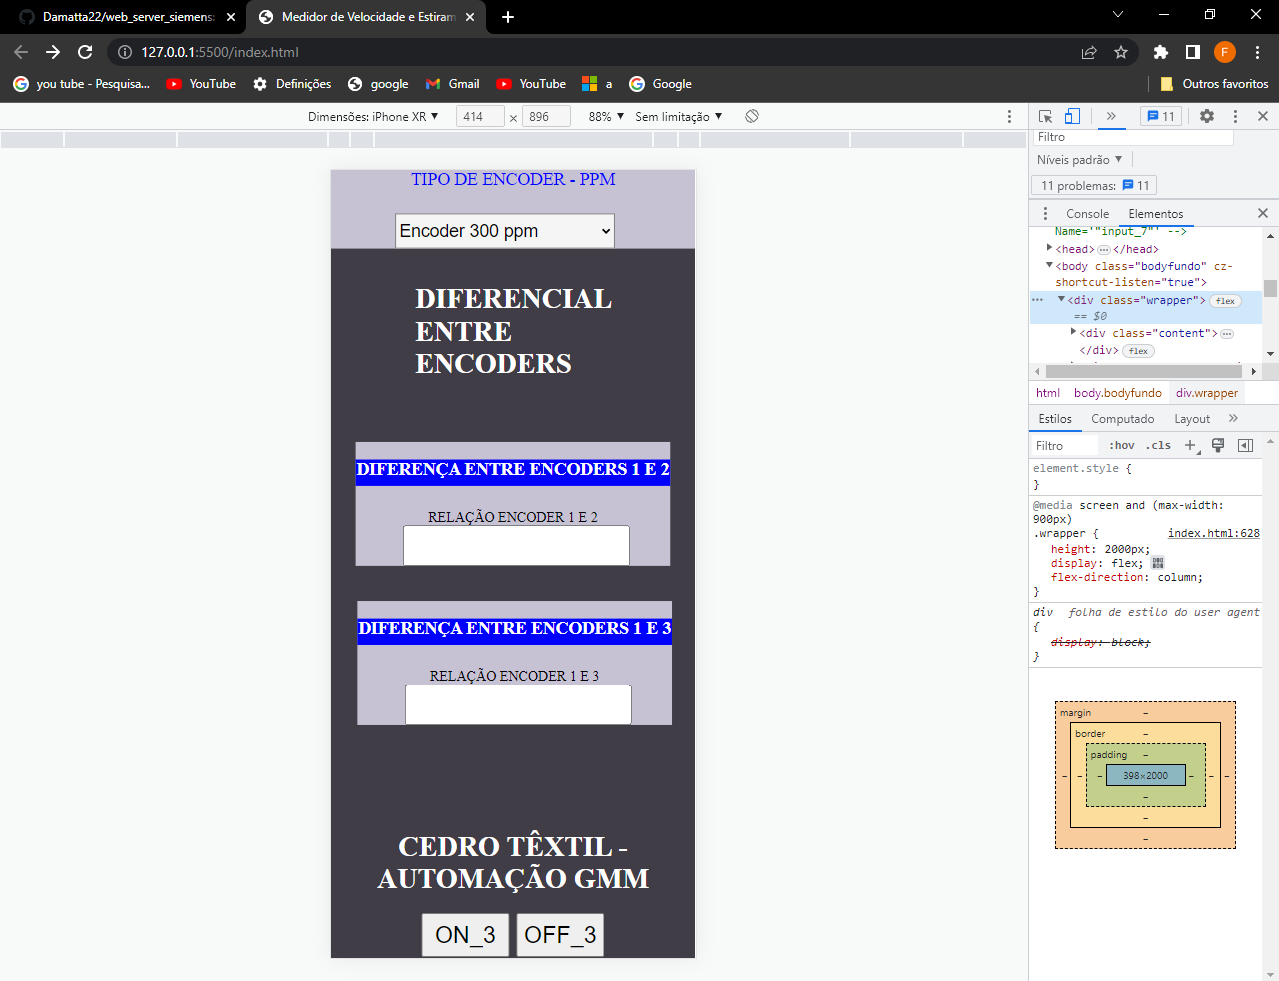 Damatta22/web_server_siemens:
Medidor de Velocidade e Estiram
127.0.0.1:5500/index.html
F
you tube - Pesquisa...
YouTube
Definições
google
Gmail
YouTube
a
Google
Outros favoritos
Dimensões: iPhone XR ▼
414 × 896
88% ▼
Sem limitação ▼
11
Filtro
Níveis padrão ▼
11 problemas: 11
Console
Elementos
Name='"input_7"' -->
<head>…</head>
<body class="bodyfundo" cz-
shortcut-listen="true">
<div class="wrapper"> flex
== $0
<div class="content">…
</div> flex
html body.bodyfundo div.wrapper
Estilos Computado Layout
Filtro :hov .cls
element.style {
}
@media screen and (max-width:
900px)
.wrapper { index.html:628
height: 2000px;
display: flex;
flex-direction: column;
}
div folha de estilo do user agent
{
display: block;
}
margin –
border –
padding –
– – – 398×2000 – – –
–
–
–
TIPO DE ENCODER - PPM
Encoder 300 ppm
DIFERENCIAL
ENTRE
ENCODERS
DIFERENÇA ENTRE ENCODERS 1 E 2
RELAÇÃO ENCODER 1 E 2
DIFERENÇA ENTRE ENCODERS 1 E 3
RELAÇÃO ENCODER 1 E 3
CEDRO TÊXTIL -
AUTOMAÇÃO GMM
ON_3 OFF_3